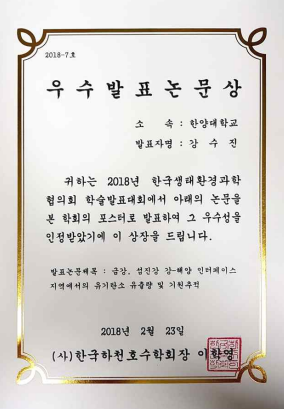 2018-7호
우수발표논문상
소 속 : 한양대학교
발표자명 : 강 수 진
귀하는 2018년 한국생태환경과학
협의회 학술발표대회에서 아래의 논문을
본 학회의 포스터로 발표하여 그 우수성을
인정받았기에 이 상장을 드립니다.
발표논문제목 : 금강, 섬진강 강-해양 인터페이스
지역에서의 유기탄소 유출량 및 기원추적
2018년 2월 23일
(사)한국하천호수학회장 이학영